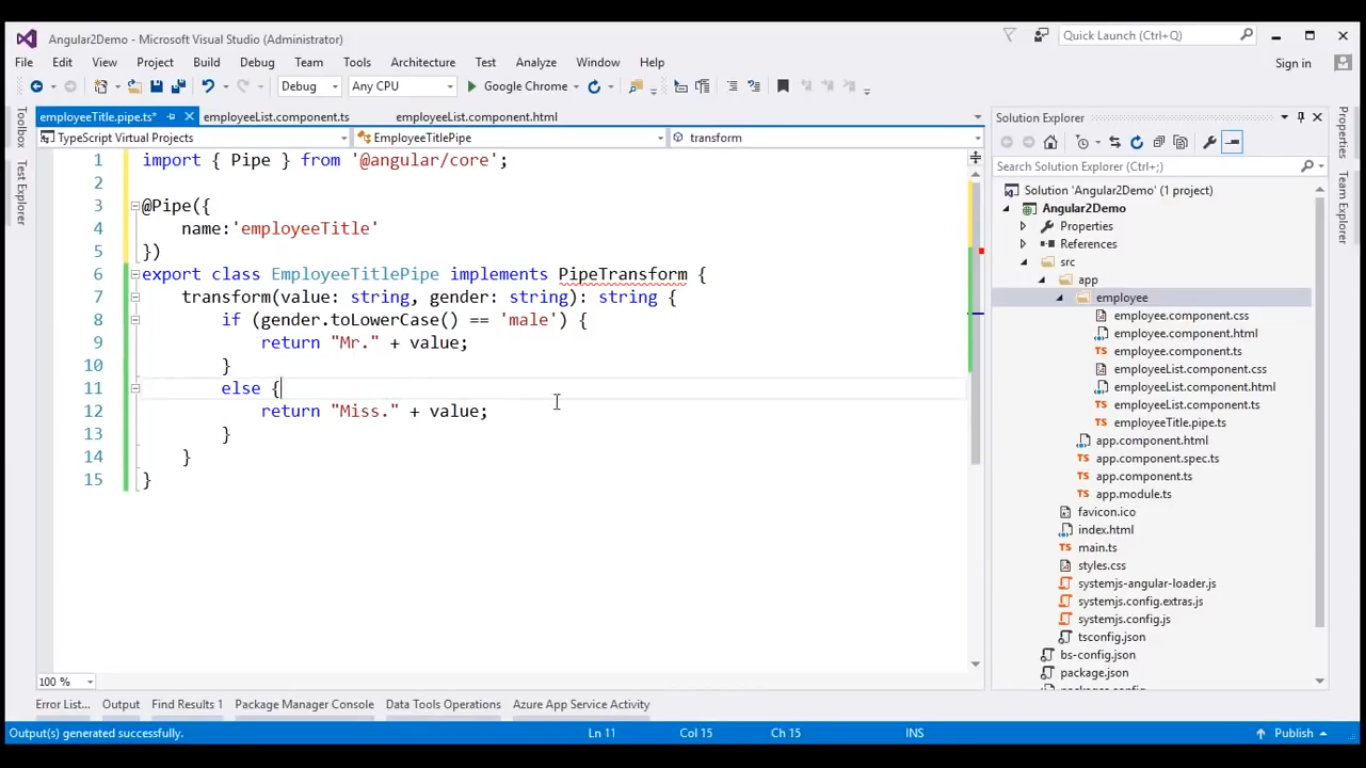 Angular2Demo - Microsoft Visual Studio (Administrator)
Quick Launch (Ctrl+Q)
File Edit View Project Build Debug Team Tools Architecture Test Analyze Window Help
Sign in
Debug Any CPU Google Chrome
Toolbox
Test Explorer
employeeTitle.pipe.ts* employeeList.component.ts employeeList.component.html
TypeScript Virtual Projects EmployeeTitlePipe transform
1 import { Pipe } from '@angular/core';
2
3 @Pipe({
4 name:'employeeTitle'
5 })
6 export class EmployeeTitlePipe implements PipeTransform {
7 transform(value: string, gender: string): string {
8 if (gender.toLowerCase() == 'male') {
9 return "Mr." + value;
10 }
11 else {
12 return "Miss." + value;
13 }
14 }
15 }
100 %
Solution Explorer
Search Solution Explorer (Ctrl+;)
Solution 'Angular2Demo' (1 project)
Angular2Demo
Properties
References
src
app
employee
employee.component.css
employee.component.html
employee.component.ts
employeeList.component.css
employeeList.component.html
employeeList.component.ts
employeeTitle.pipe.ts
app.component.html
app.component.spec.ts
app.component.ts
app.module.ts
favicon.ico
index.html
main.ts
styles.css
systemjs-angular-loader.js
systemjs.config.extras.js
systemjs.config.js
tsconfig.json
bs-config.json
package.json
Properties
Team Explorer
Error List... Output Find Results 1 Package Manager Console Data Tools Operations Azure App Service Activity
Output(s) generated successfully. Ln 11 Col 15 Ch 15 INS Publish